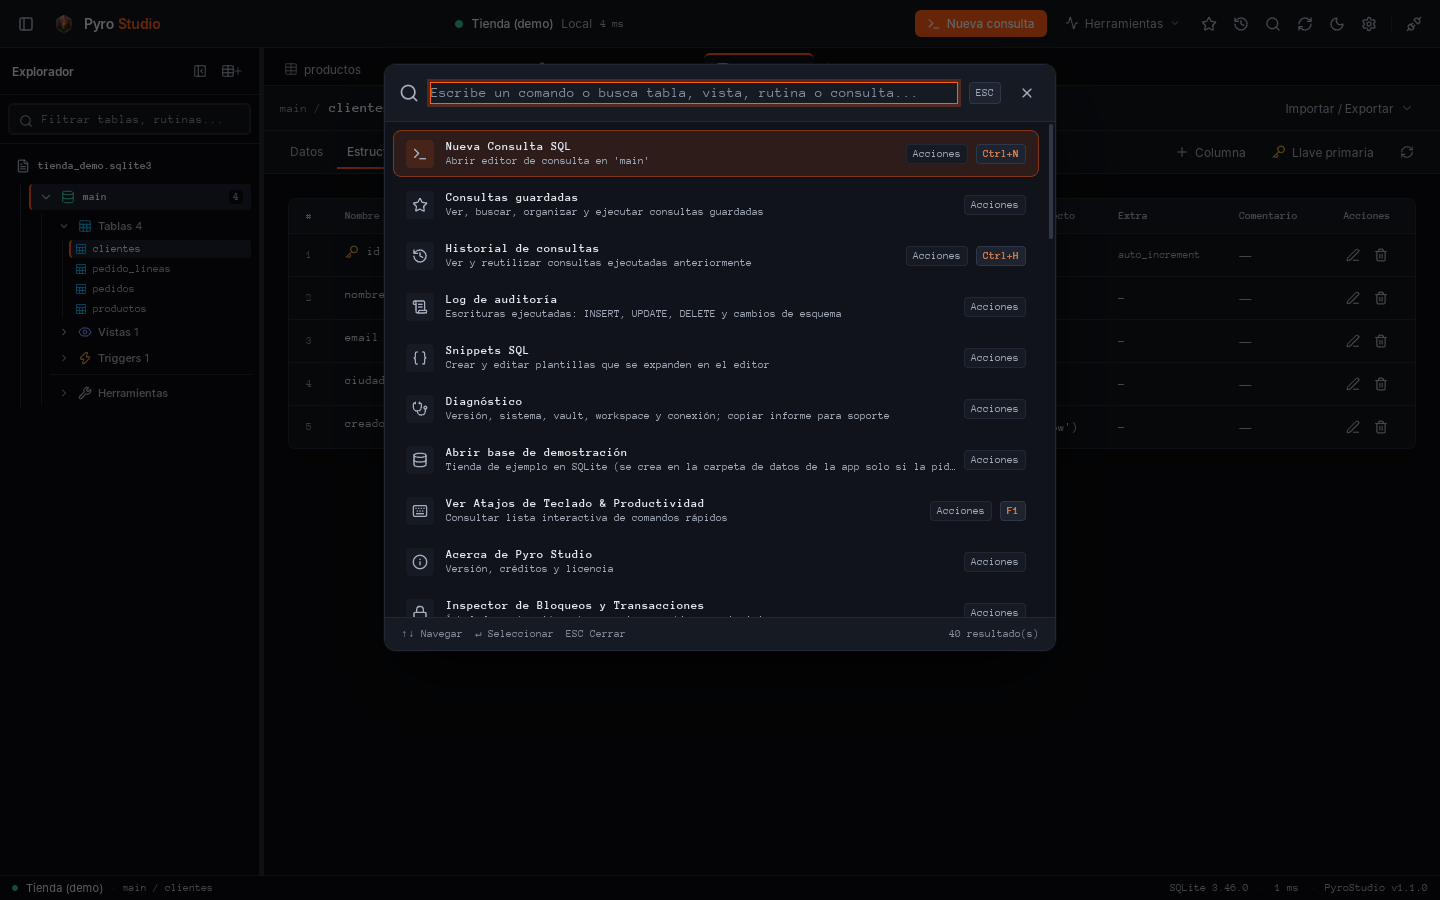 Pyro Studio
Tienda (demo) Local 4 ms
Nueva consulta
Herramientas
Explorador
productos
Escribe un comando o busca tabla, vista, rutina o consulta...
ESC
Filtrar tablas, rutinas...
main / cliente
Importar / Exportar
Datos
Estruc
Columna
Llave primaria
tienda_demo.sqlite3
main 4
Tablas 4
clientes
pedido_lineas
pedidos
productos
Vistas 1
Triggers 1
Herramientas
# Nombre
ecto Extra Comentario Acciones
1 id auto_increment —
2 nombre — —
3 email — —
4 ciudad — —
5 creado ow') — —
Nueva Consulta SQL
Abrir editor de consulta en 'main'
Acciones Ctrl+N
Consultas guardadas
Ver, buscar, organizar y ejecutar consultas guardadas
Acciones
Historial de consultas
Ver y reutilizar consultas ejecutadas anteriormente
Acciones Ctrl+H
Log de auditoría
Escrituras ejecutadas: INSERT, UPDATE, DELETE y cambios de esquema
Acciones
Snippets SQL
Crear y editar plantillas que se expanden en el editor
Acciones
Diagnóstico
Versión, sistema, vault, workspace y conexión; copiar informe para soporte
Acciones
Abrir base de demostración
Tienda de ejemplo en SQLite (se crea en la carpeta de datos de la app solo si la pid…
Acciones
Ver Atajos de Teclado & Productividad
Consultar lista interactiva de comandos rápidos
Acciones F1
Acerca de Pyro Studio
Versión, créditos y licencia
Acciones
Inspector de Bloqueos y Transacciones
Acciones
↑↓ Navegar ↵ Seleccionar ESC Cerrar
40 resultado(s)
Tienda (demo) main / clientes
SQLite 3.46.0 1 ms PyroStudio v1.1.0